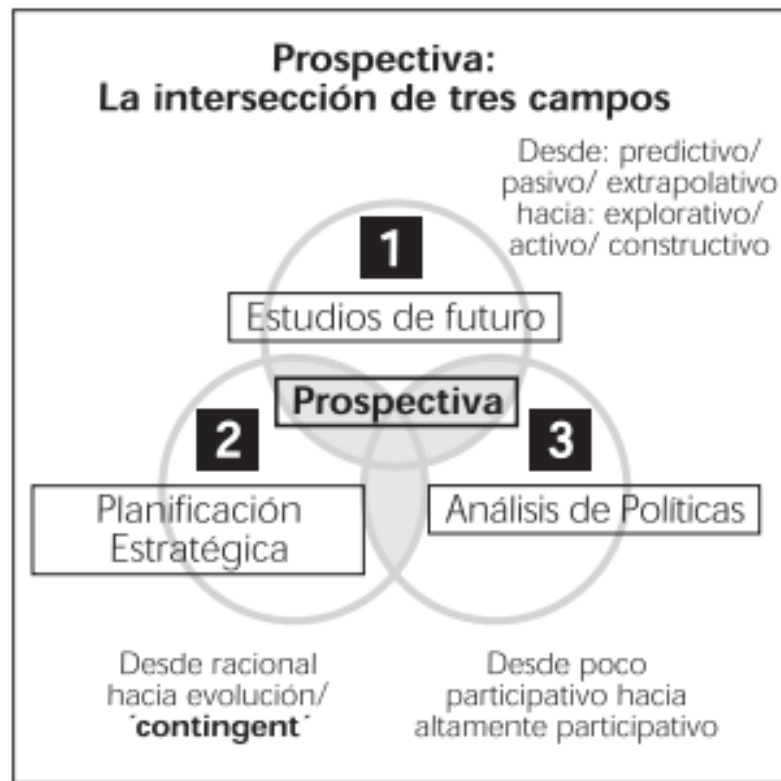 Prospectiva:
La intersección de tres campos
Desde: predictivo/
pasivo/ extrapolativo
hacia: explorativo/
activo/ constructivo
1
Estudios de futuro
Prospectiva
2
Planificación
Estratégica
3
Análisis de Políticas
Desde racional
hacia evolución/
´contingent´
Desde poco
participativo hacia
altamente participativo